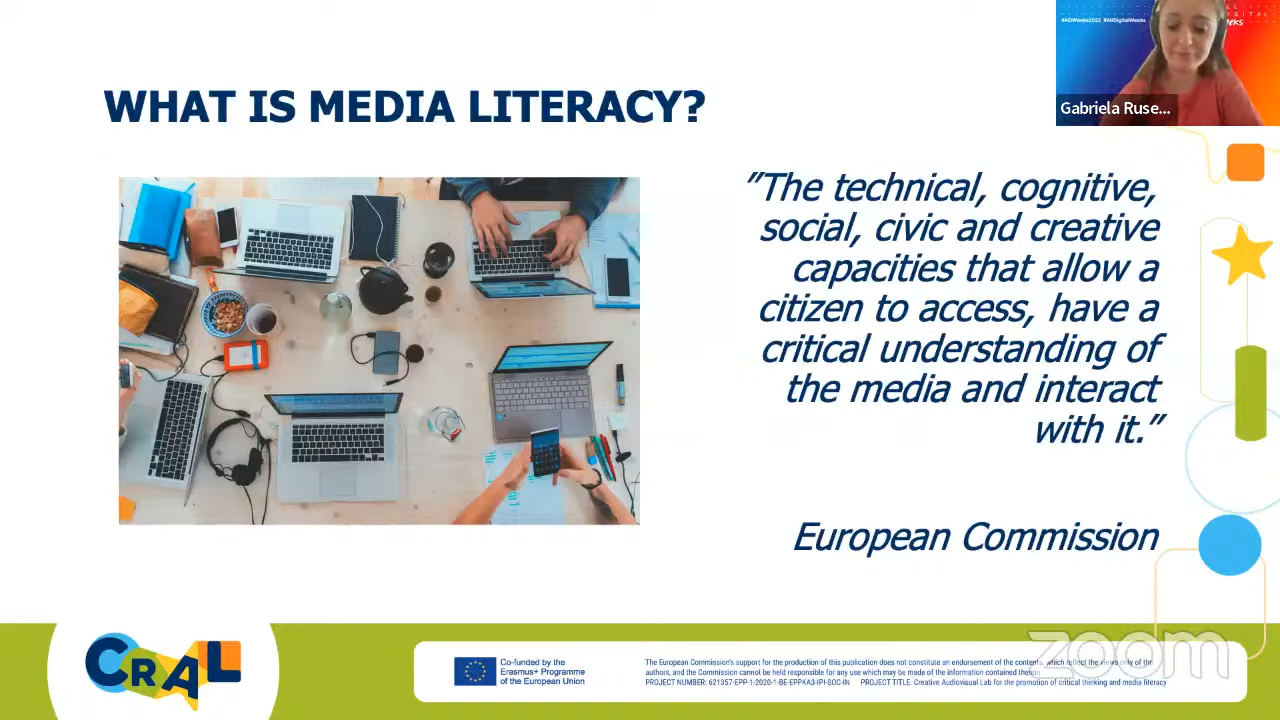 #ADWeeks2022 #AllDigitalWeeks
Gabriela Ruse...
WHAT IS MEDIA LITERACY?
”The technical, cognitive,
social, civic and creative
capacities that allow a
citizen to access, have a
critical understanding of
the media and interact
with it.”
European Commission
CRAL
Co-funded by the
Erasmus+ Programme
of the European Union
The European Commission's support for the production of this publication does not constitute an endorsement of the contents, which reflect the views only of the
authors, and the Commission cannot be held responsible for any use which may be made of the information contained therein
PROJECT NUMBER: 621357-EPP-1-2020-1-BE-EPPKA3-IPI-SOC-IN PROJECT TITLE: Creative Audiovisual Lab for the promotion of critical thinking and media literacy
zoom